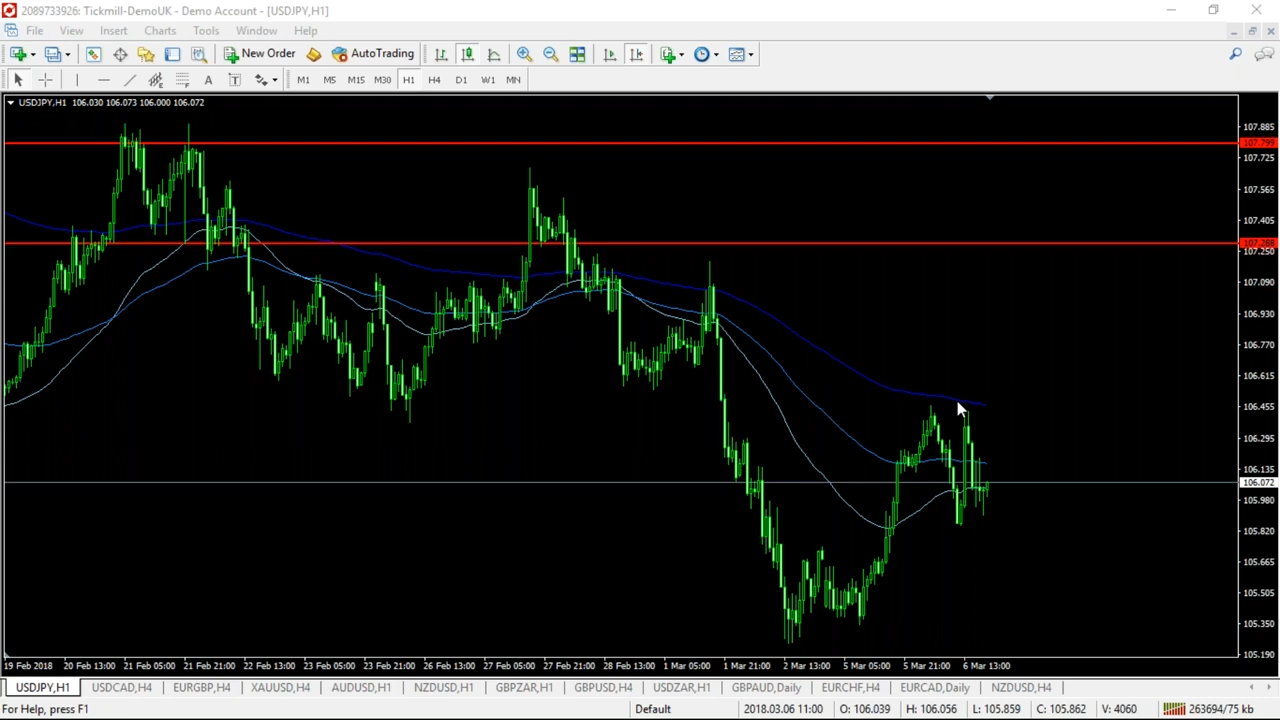 2089733926: Tickmill-DemoUK - Demo Account - [USDJPY,H1]
File View Insert Charts Tools Window Help
New Order AutoTrading
A T M1 M5 M15 M30 H1 H4 D1 W1 MN
USDJPY,H1 106.030 106.073 106.000 106.072
107.885
107.799
107.725
107.565
107.405
107.268
107.250
107.090
106.930
106.770
106.615
106.455
106.295
106.135
106.072
105.980
105.820
105.665
105.505
105.350
105.190
19 Feb 2018 20 Feb 13:00 21 Feb 05:00 21 Feb 21:00 22 Feb 13:00 23 Feb 05:00 23 Feb 21:00 26 Feb 13:00 27 Feb 05:00 27 Feb 21:00 28 Feb 13:00 1 Mar 05:00 1 Mar 21:00 2 Mar 13:00 5 Mar 05:00 5 Mar 21:00 6 Mar 13:00
USDJPY,H1 USDCAD,H4 EURGBP,H4 XAUUSD,H4 AUDUSD,H1 NZDUSD,H1 GBPZAR,H1 GBPUSD,H4 USDZAR,H1 GBPAUD,Daily EURCHF,H4 EURCAD,Daily NZDUSD,H4
For Help, press F1 Default 2018.03.06 11:00 O: 106.039 H: 106.056 L: 105.859 C: 105.862 V: 4060 263694/75 kb